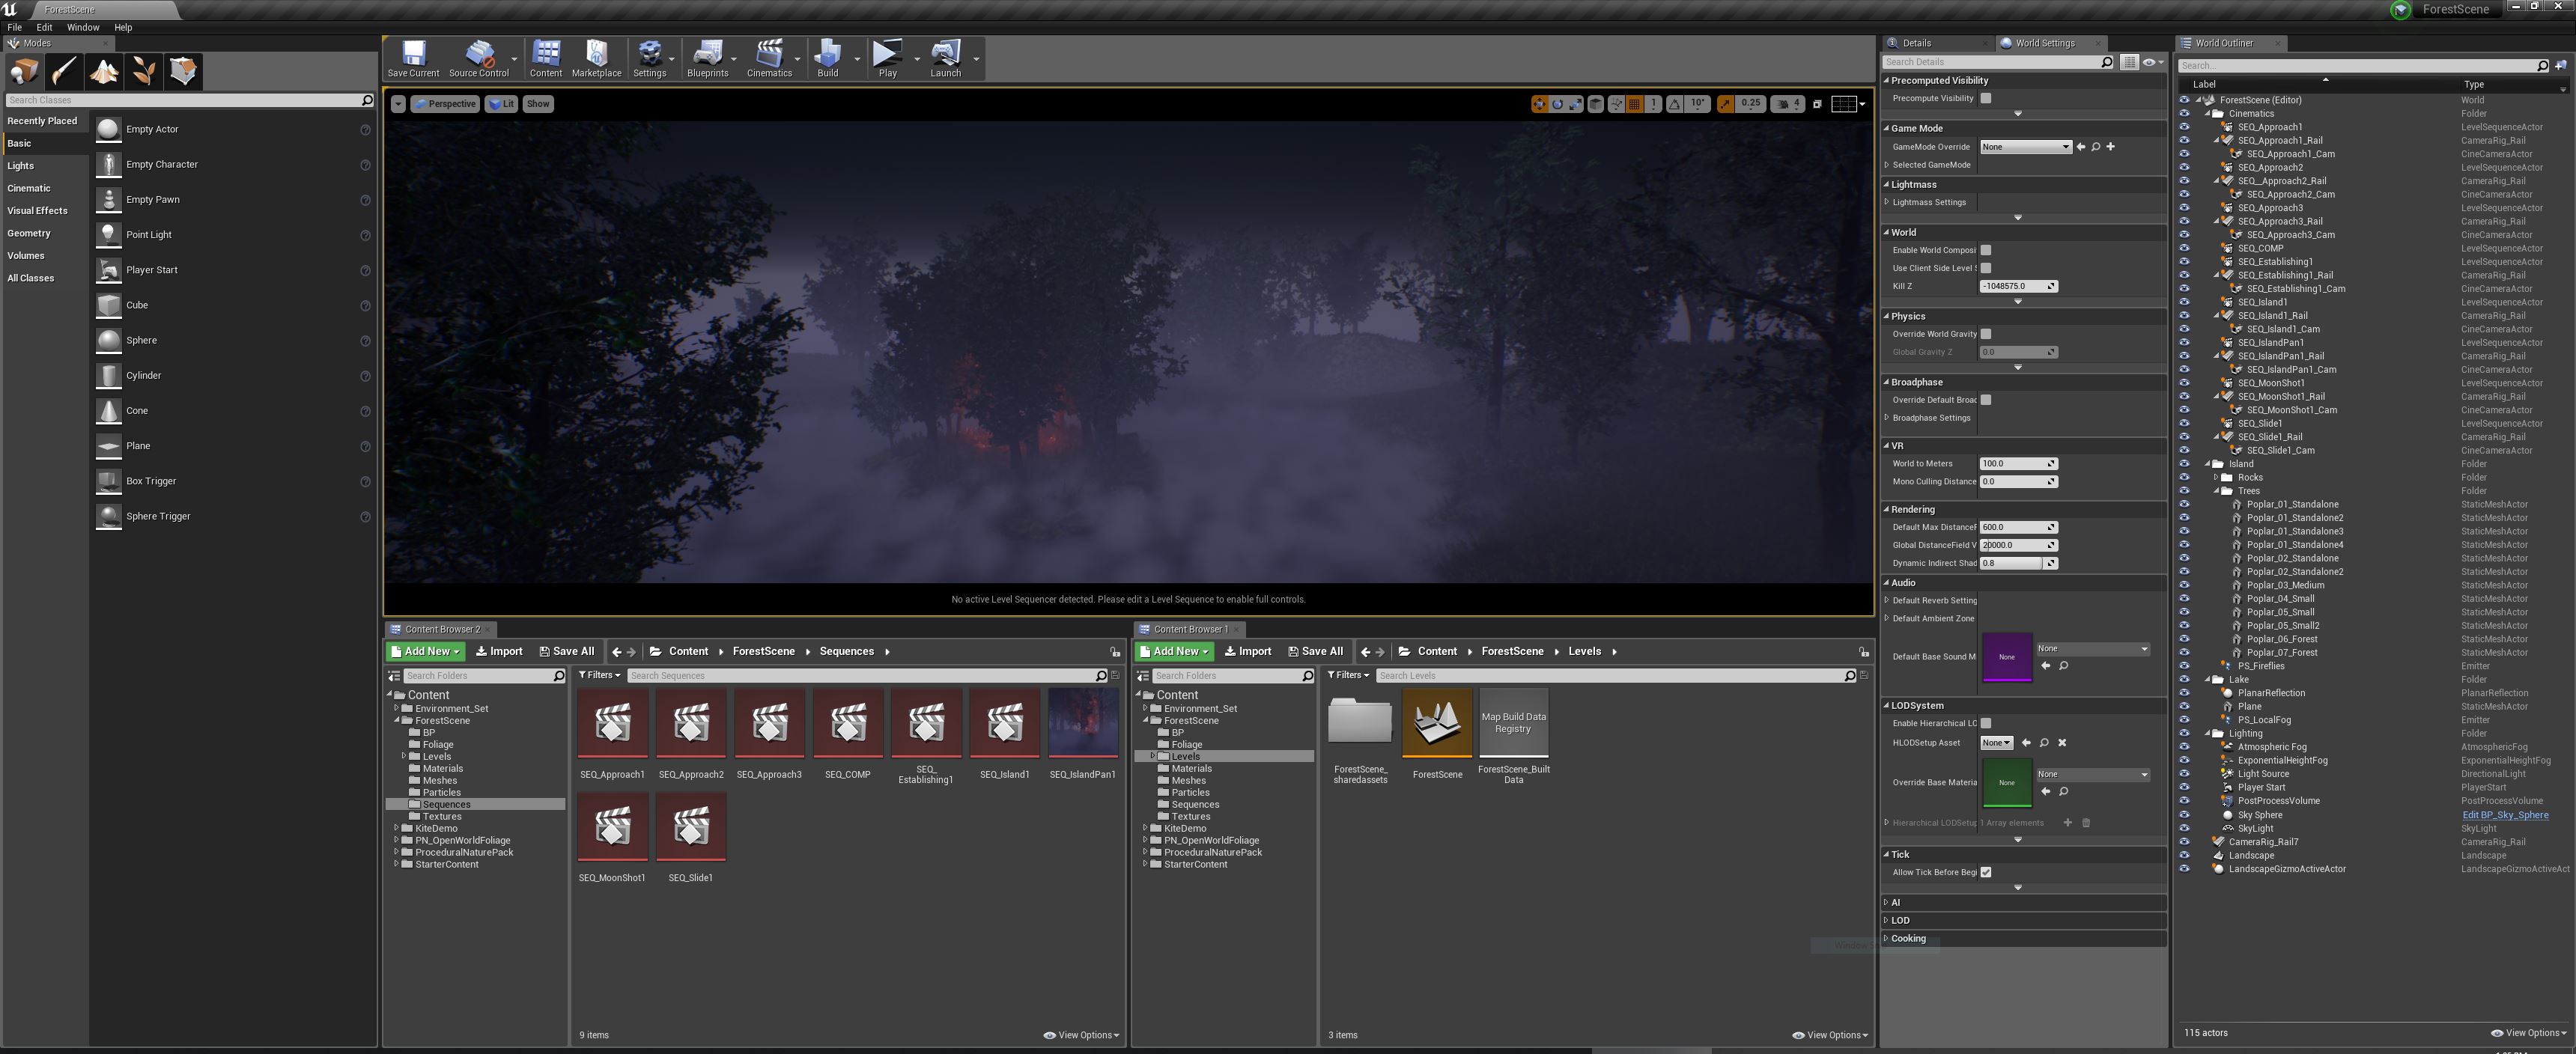 ForestScene
ForestScene
File Edit Window Help
Modes
Search Classes
Recently Placed
Basic
Lights
Cinematic
Visual Effects
Geometry
Volumes
All Classes
Empty Actor
Empty Character
Empty Pawn
Point Light
Player Start
Cube
Sphere
Cylinder
Cone
Plane
Box Trigger
Sphere Trigger
Save Current Source Control Content Marketplace Settings Blueprints Cinematics Build Play Launch
Perspective Lit Show
1 10° 0.25 4
No active Level Sequencer detected. Please edit a Level Sequence to enable full controls.
Content Browser 2
Add New Import Save All Content ForestScene Sequences
Search Folders
Filters Search Sequences
Content
Environment_Set
ForestScene
BP
Foliage
Levels
Materials
Meshes
Particles
Sequences
Textures
KiteDemo
PN_OpenWorldFoliage
ProceduralNaturePack
StarterContent
SEQ_Approach1 SEQ_Approach2 SEQ_Approach3 SEQ_COMP SEQ_
Establishing1 SEQ_Island1 SEQ_IslandPan1
SEQ_MoonShot1 SEQ_Slide1
9 items View Options
Content Browser 1
Add New Import Save All Content ForestScene Levels
Search Folders
Filters Search Levels
Content
Environment_Set
ForestScene
BP
Foliage
Levels
Materials
Meshes
Particles
Sequences
Textures
KiteDemo
PN_OpenWorldFoliage
ProceduralNaturePack
StarterContent
Map Build Data
Registry
ForestScene_
sharedassets
ForestScene
ForestScene_Built
Data
3 items View Options
Details World Settings
Search Details
Precomputed Visibility
Precompute Visibility
Game Mode
GameMode Override None
Selected GameMode
Lightmass
Lightmass Settings
World
Enable World Composi
Use Client Side Level S
Kill Z -1048575.0
Physics
Override World Gravity
Global Gravity Z 0.0
Broadphase
Override Default Broad
Broadphase Settings
VR
World to Meters 100.0
Mono Culling Distance 0.0
Rendering
Default Max DistanceF 600.0
Global DistanceField V 20000.0
Dynamic Indirect Shad 0.8
Audio
Default Reverb Setting
Default Ambient Zone
Default Base Sound M None None
LODSystem
Enable Hierarchical LO
HLODSetup Asset None
Override Base Materia None None
Hierarchical LODSetup 1 Array elements
Tick
Allow Tick Before Begi
AI
LOD
Cooking
World Outliner
Search...
Label Type
ForestScene (Editor) World
Cinematics Folder
SEQ_Approach1 LevelSequenceActor
SEQ_Approach1_Rail CameraRig_Rail
SEQ_Approach1_Cam CineCameraActor
SEQ_Approach2 LevelSequenceActor
SEQ__Approach2_Rail CameraRig_Rail
SEQ_Approach2_Cam CineCameraActor
SEQ_Approach3 LevelSequenceActor
SEQ_Approach3_Rail CameraRig_Rail
SEQ_Approach3_Cam CineCameraActor
SEQ_COMP LevelSequenceActor
SEQ_Establishing1 LevelSequenceActor
SEQ_Establishing1_Rail CameraRig_Rail
SEQ_Establishing1_Cam CineCameraActor
SEQ_Island1 LevelSequenceActor
SEQ_Island1_Rail CameraRig_Rail
SEQ_Island1_Cam CineCameraActor
SEQ_IslandPan1 LevelSequenceActor
SEQ_IslandPan1_Rail CameraRig_Rail
SEQ_IslandPan1_Cam CineCameraActor
SEQ_MoonShot1 LevelSequenceActor
SEQ_MoonShot1_Rail CameraRig_Rail
SEQ_MoonShot1_Cam CineCameraActor
SEQ_Slide1 LevelSequenceActor
SEQ_Slide1_Rail CameraRig_Rail
SEQ_Slide1_Cam CineCameraActor
Island Folder
Rocks Folder
Trees Folder
Poplar_01_Standalone StaticMeshActor
Poplar_01_Standalone2 StaticMeshActor
Poplar_01_Standalone3 StaticMeshActor
Poplar_01_Standalone4 StaticMeshActor
Poplar_02_Standalone StaticMeshActor
Poplar_02_Standalone2 StaticMeshActor
Poplar_03_Medium StaticMeshActor
Poplar_04_Small StaticMeshActor
Poplar_05_Small StaticMeshActor
Poplar_05_Small2 StaticMeshActor
Poplar_06_Forest StaticMeshActor
Poplar_07_Forest StaticMeshActor
PS_Fireflies Emitter
Lake Folder
PlanarReflection PlanarReflection
Plane StaticMeshActor
PS_LocalFog Emitter
Lighting Folder
Atmospheric Fog AtmosphericFog
ExponentialHeightFog ExponentialHeightFog
Light Source DirectionalLight
Player Start PlayerStart
PostProcessVolume PostProcessVolume
Sky Sphere Edit BP_Sky_Sphere
SkyLight SkyLight
CameraRig_Rail7 CameraRig_Rail
Landscape Landscape
LandscapeGizmoActiveActor LandscapeGizmoActiveAct
115 actors View Options